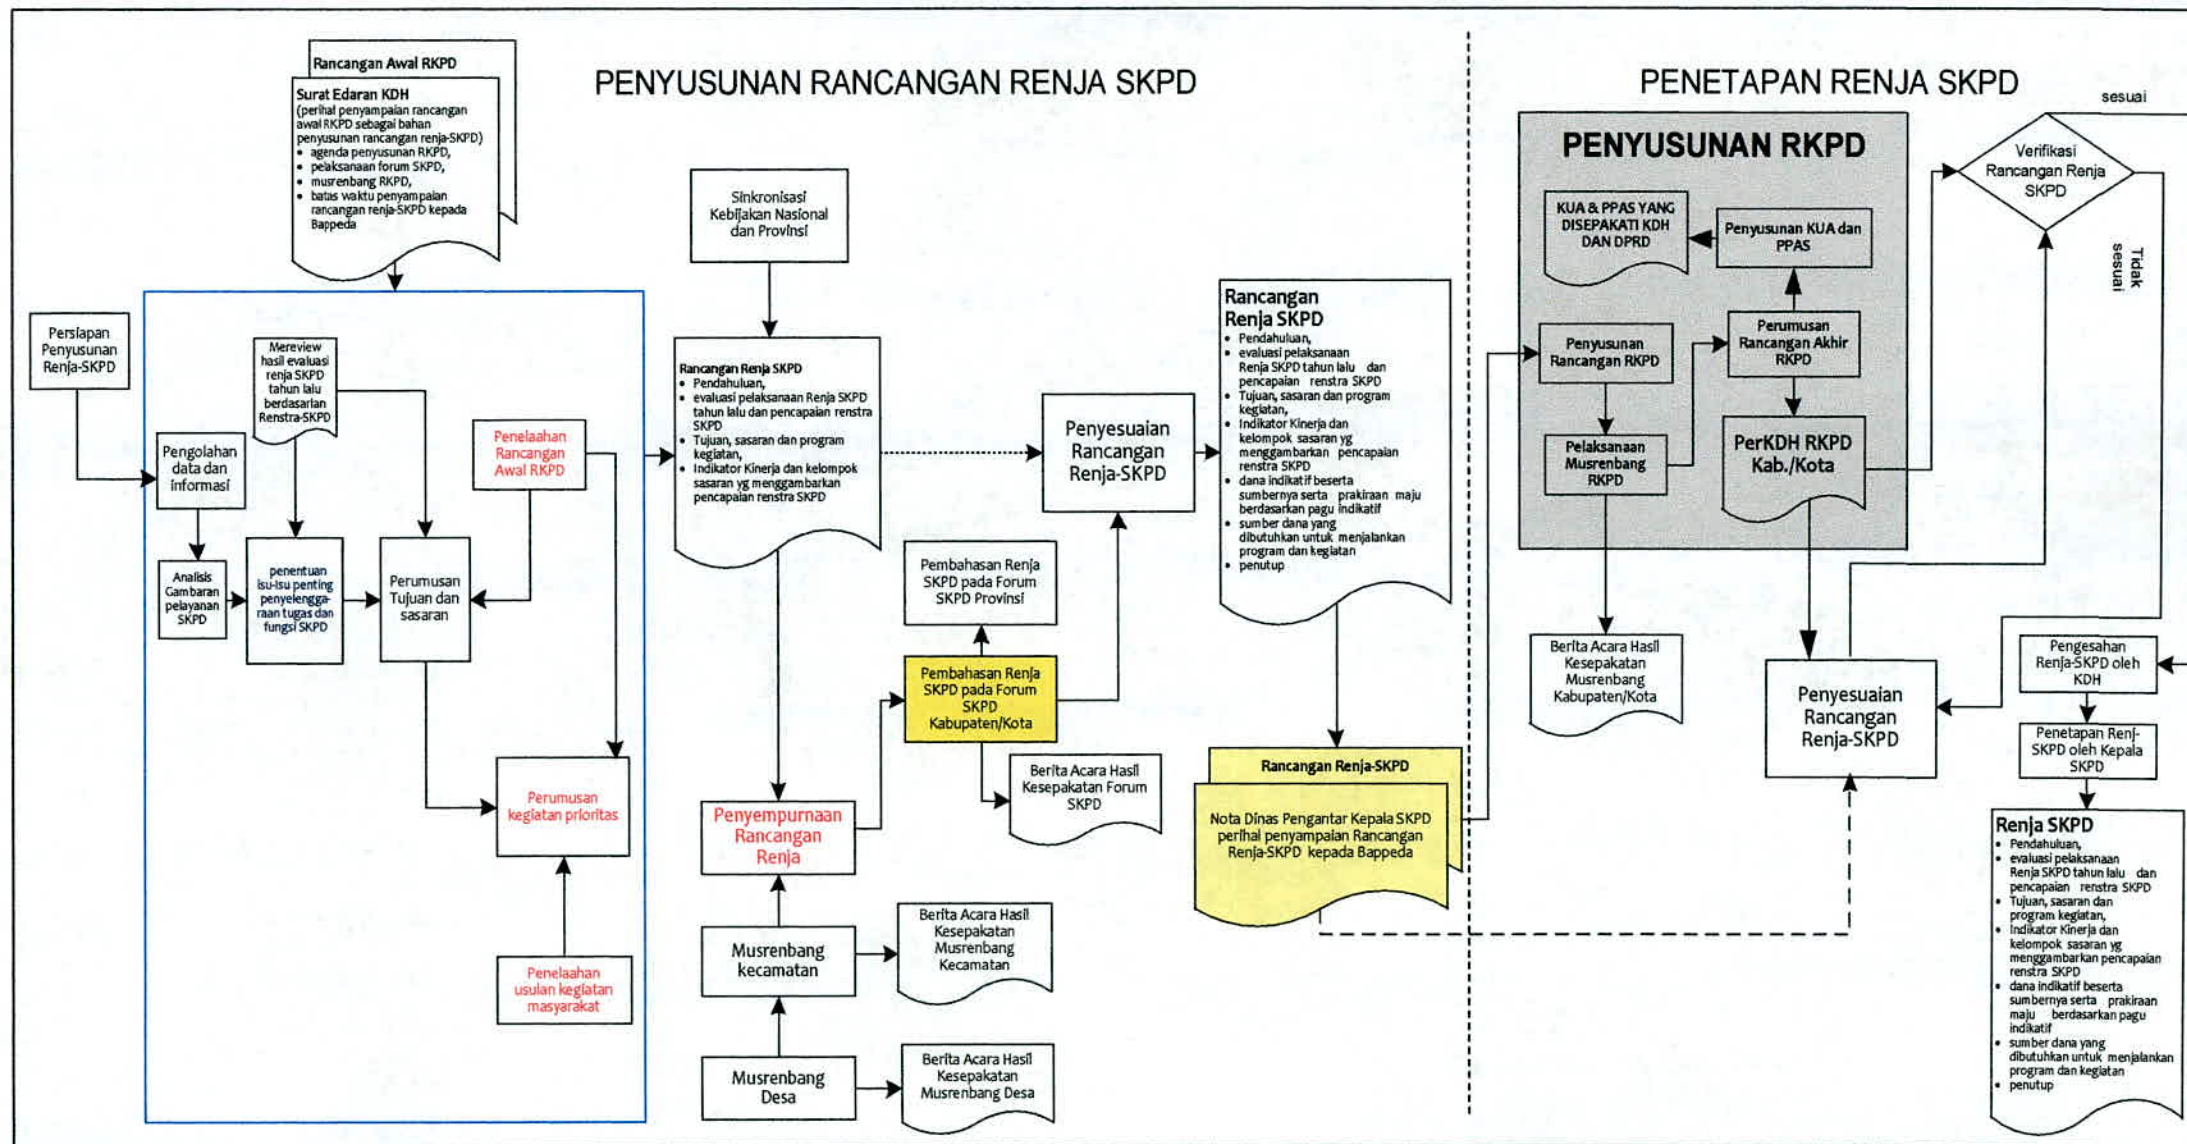 PENYUSUNAN RANCANGAN RENJA SKPD
PENETAPAN RENJA SKPD
Rancangan Awal RKPD
Surat Edaran KDH
(perihal penyampaian rancangan
awal RKPD sebagai bahan
penyusunan rancangan renja-SKPD)
• agenda penyusunan RKPD,
• pelaksanaan forum SKPD,
• musrenbang RKPD,
• batas waktu penyampaian
rancangan renja-SKPD kepada
Bappeda
Persiapan
Penyusunan
Renja-SKPD
Mereview
hasil evaluasi
renja SKPD
tahun lalu
berdasarlan
Renstra-SKPD
Pengolahan
data dan
informasi
Penelaahan
Rancangan
Awal RKPD
Analisis
Gambaran
pelayanan
SKPD
penentuan
isu-isu penting
penyelengga-
raan tugas dan
fungsi SKPD
Perumusan
Tujuan dan
sasaran
Perumusan
kegiatan prioritas
Penelaahan
usulan kegiatan
masyarakat
Sinkronisasi
Kebijakan Nasional
dan Provinsi
Rancangan Renja SKPD
• Pendahuluan,
• evaluasi pelaksanaan Renja SKPD
tahun lalu dan pencapaian renstra
SKPD
• Tujuan, sasaran dan program
kegiatan,
• Indikator Kinerja dan kelompok
sasaran yg menggambarkan
pencapaian renstra SKPD
Penyempurnaan
Rancangan
Renja
Musrenbang
kecamatan
Musrenbang
Desa
Berita Acara Hasil
Kesepakatan
Musrenbang
Kecamatan
Berita Acara Hasil
Kesepakatan
Musrenbang Desa
Pembahasan Renja
SKPD pada Forum
SKPD Provinsi
Pembahasan Renja
SKPD pada Forum
SKPD
Kabupaten/Kota
Berita Acara Hasil
Kesepakatan Forum
SKPD
Penyesuaian
Rancangan
Renja-SKPD
Rancangan
Renja SKPD
• Pendahuluan,
• evaluasi pelaksanaan
Renja SKPD tahun lalu dan
pencapaian renstra SKPD
• Tujuan, sasaran dan program
kegiatan,
• Indikator Kinerja dan
kelompok sasaran yg
menggambarkan pencapaian
renstra SKPD
• dana indikatif beserta
sumbernya serta prakiraan maju
berdasarkan pagu indikatif
• sumber dana yang
dibutuhkan untuk menjalankan
program dan kegiatan
• penutup
Rancangan Renja-SKPD
Nota Dinas Pengantar Kepala SKPD
perihal penyampaian Rancangan
Renja-SKPD kepada Bappeda
PENYUSUNAN RKPD
KUA & PPAS YANG
DISEPAKATI KDH
DAN DPRD
Penyusunan KUA dan
PPAS
Penyusunan
Rancangan RKPD
Perumusan
Rancangan Akhir
RKPD
Pelaksanaan
Musrenbang
RKPD
PerKDH RKPD
Kab./Kota
Berita Acara Hasil
Kesepakatan
Musrenbang
Kabupaten/Kota
Penyesuaian
Rancangan
Renja-SKPD
sesuai
Verifikasi
Rancangan Renja
SKPD
Tidak
sesuai
Pengesahan
Renja-SKPD oleh
KDH
Penetapan Renj-
SKPD oleh Kepala
SKPD
Renja SKPD
• Pendahuluan,
• evaluasi pelaksanaan
Renja SKPD tahun lalu dan
pencapaian renstra SKPD
• Tujuan, sasaran dan
program kegiatan,
• Indikator Kinerja dan
kelompok sasaran yg
menggambarkan pencapaian
renstra SKPD
• dana indikatif beserta
sumbernya serta prakiraan
maju berdasarkan pagu
indikatif
• sumber dana yang
dibutuhkan untuk menjalankan
program dan kegiatan
• penutup